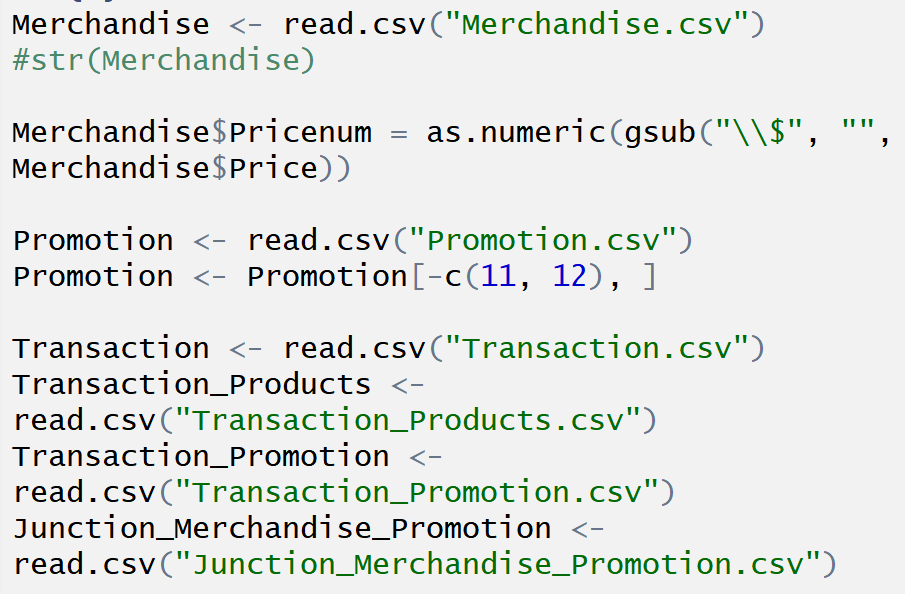 Merchandise <- read.csv("Merchandise.csv")
#str(Merchandise)
Merchandise$Pricenum = as.numeric(gsub("\\$", "",
Merchandise$Price))
Promotion <- read.csv("Promotion.csv")
Promotion <- Promotion[-c(11, 12), ]
Transaction <- read.csv("Transaction.csv")
Transaction_Products <-
read.csv("Transaction_Products.csv")
Transaction_Promotion <-
read.csv("Transaction_Promotion.csv")
Junction_Merchandise_Promotion <-
read.csv("Junction_Merchandise_Promotion.csv")